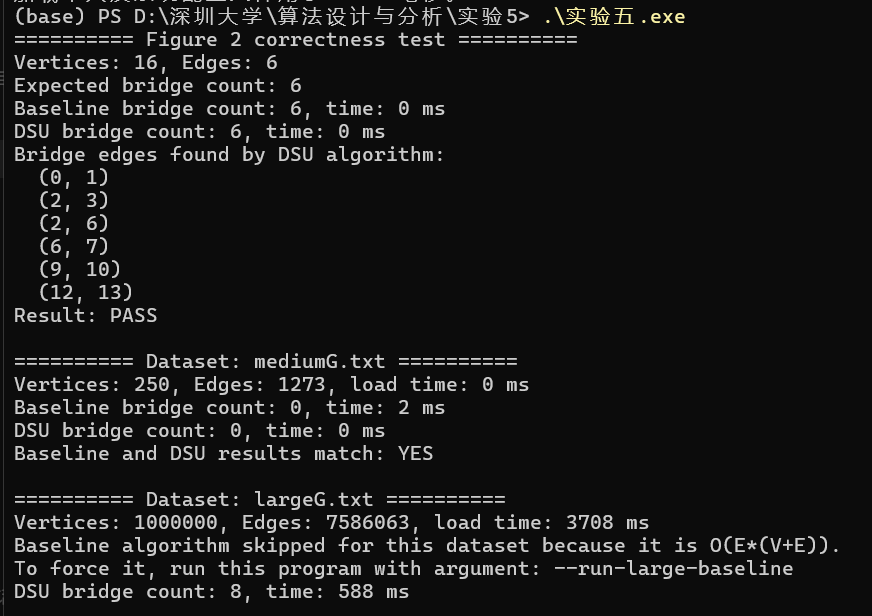 (base) PS D:\深圳大学\算法设计与分析\实验5> .\实验五.exe
========== Figure 2 correctness test ==========
Vertices: 16, Edges: 6
Expected bridge count: 6
Baseline bridge count: 6, time: 0 ms
DSU bridge count: 6, time: 0 ms
Bridge edges found by DSU algorithm:
  (0, 1)
  (2, 3)
  (2, 6)
  (6, 7)
  (9, 10)
  (12, 13)
Result: PASS

========== Dataset: mediumG.txt ==========
Vertices: 250, Edges: 1273, load time: 0 ms
Baseline bridge count: 0, time: 2 ms
DSU bridge count: 0, time: 0 ms
Baseline and DSU results match: YES

========== Dataset: largeG.txt ==========
Vertices: 1000000, Edges: 7586063, load time: 3708 ms
Baseline algorithm skipped for this dataset because it is O(E*(V+E)).
To force it, run this program with argument: --run-large-baseline
DSU bridge count: 8, time: 588 ms